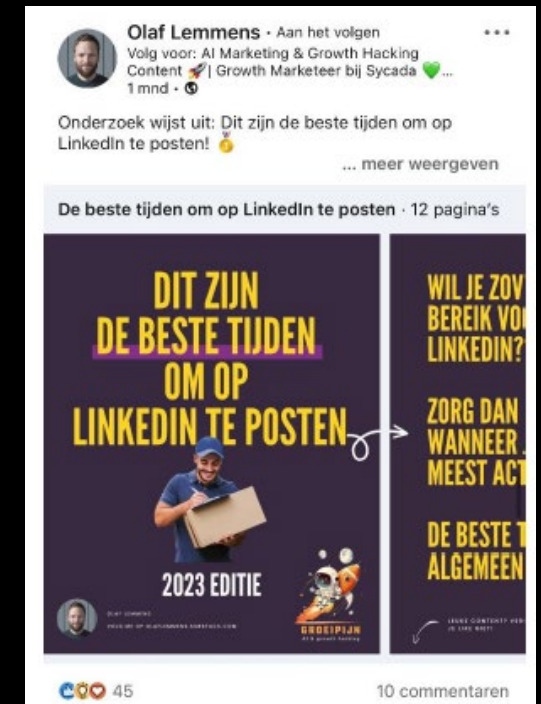 Olaf Lemmens · Aan het volgen
Volg voor: AI Marketing & Growth Hacking
Content 🚀| Growth Marketeer bij Sycada 💚...
1 mnd ·
Onderzoek wijst uit: Dit zijn de beste tijden om op
LinkedIn te posten! 🥇
... meer weergeven
De beste tijden om op LinkedIn te posten · 12 pagina's
DIT ZIJN
DE BESTE TIJDEN
OM OP
LINKEDIN TE POSTEN
2023 EDITIE
OLAF LEMMENS
GROEIPIJN
WIL JE ZOV
BEREIK VO
LINKEDIN?
ZORG DAN
WANNEER
MEEST ACT
DE BESTE T
ALGEMEEN
45
10 commentaren